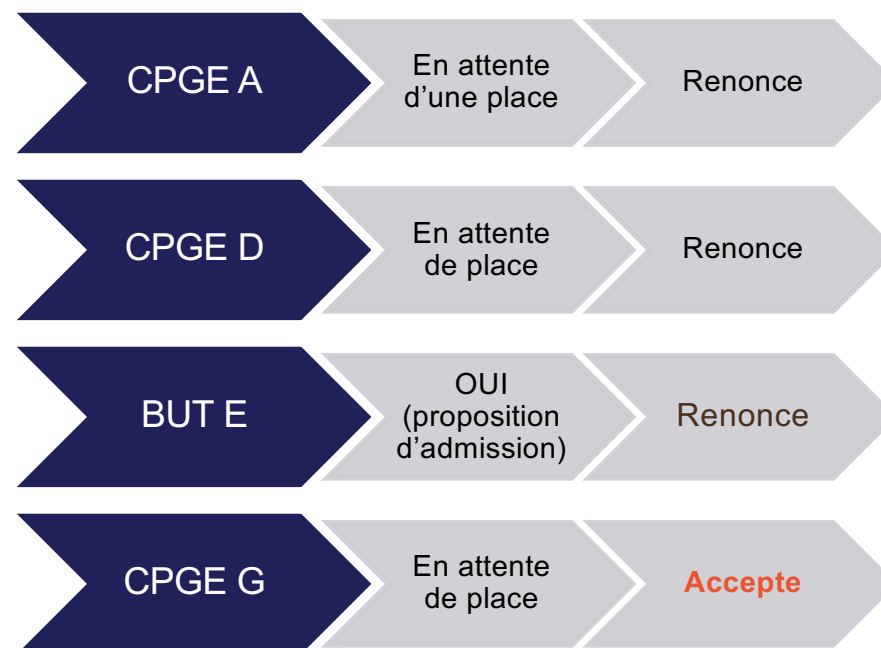 CPGE A
En attente
d’une place
Renonce
CPGE D
En attente
de place
Renonce
BUT E
OUI
(proposition
d’admission)
Renonce
CPGE G
En attente
de place
Accepte